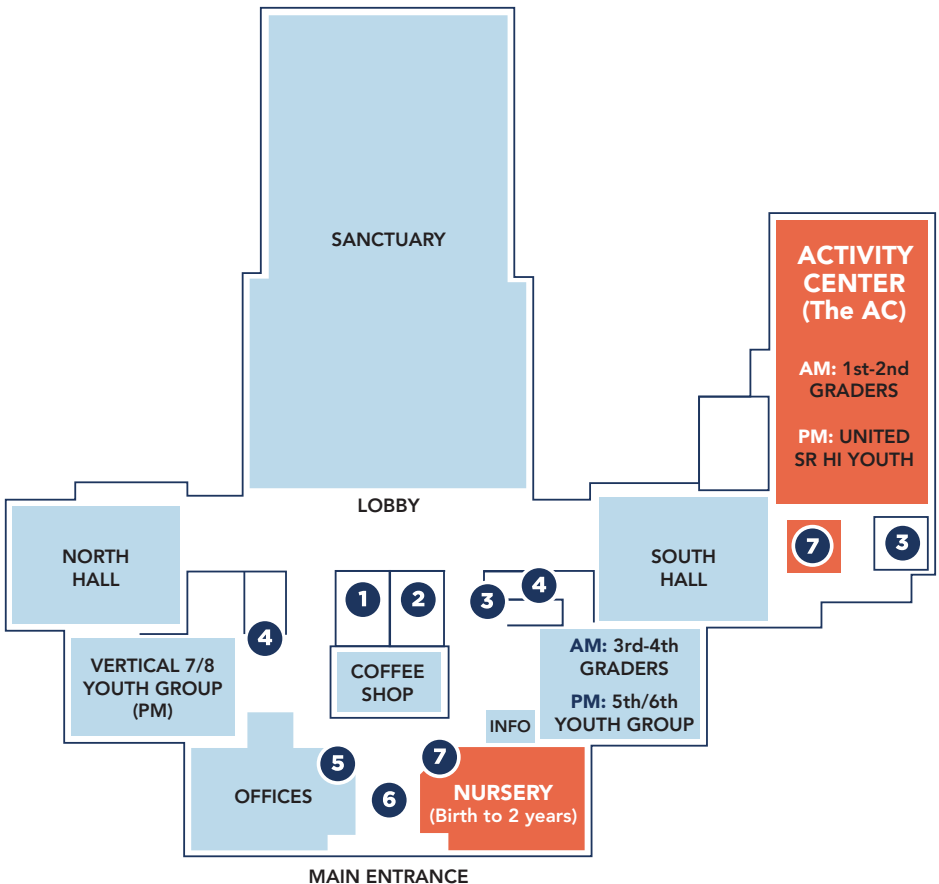 SANCTUARY
ACTIVITY
CENTER
(The AC)
AM: 1st-2nd
GRADERS
PM: UNITED
SR HI YOUTH
LOBBY
NORTH
HALL
SOUTH
HALL
7
3
1
2
3
4
4
VERTICAL 7/8
YOUTH GROUP
(PM)
COFFEE
SHOP
AM: 3rd-4th
GRADERS
PM: 5th/6th
YOUTH GROUP
INFO
OFFICES
5
6
7
NURSERY
(Birth to 2 years)
MAIN ENTRANCE